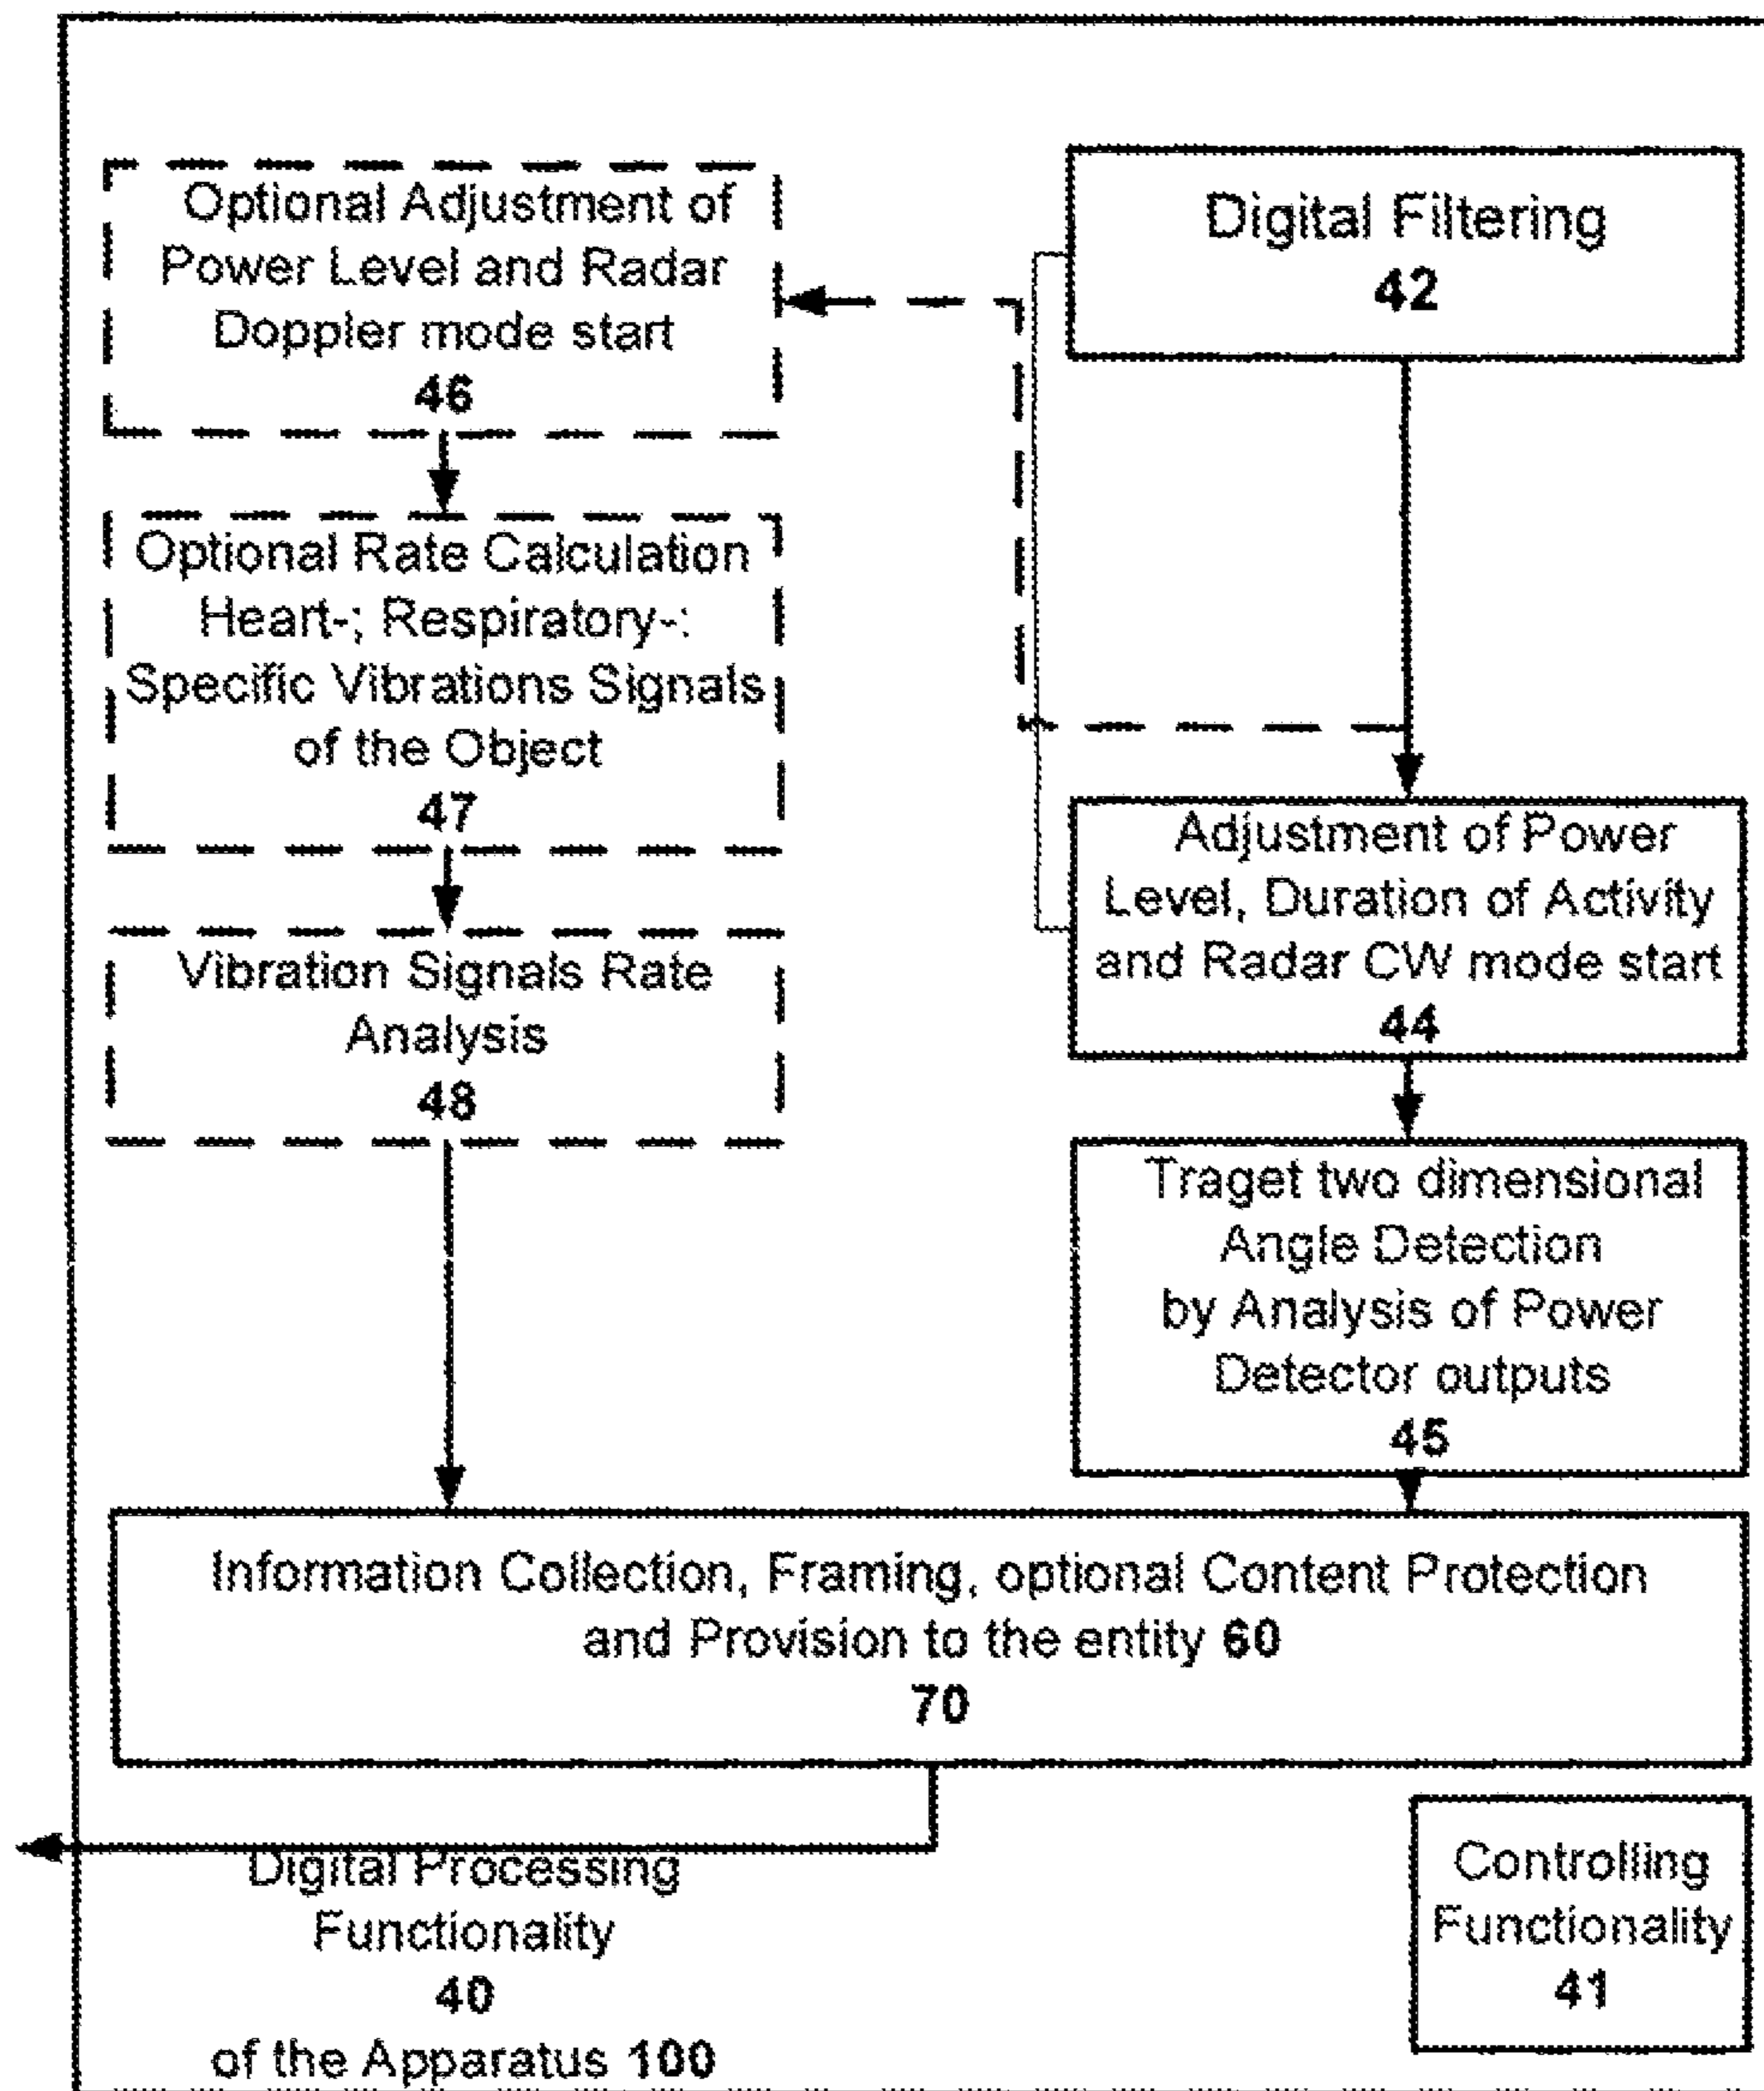 Optional Adjustment of
Power Level and Radar
Doppler mode start
46
Digital Filtering
42
Optional Rate Calculation
Heart-; Respiratory-:
Specific Vibrations Signals
of the Object
47
Adjustment of Power
Level, Duration of Activity
and Radar CW mode start
44
Vibration Signals Rate
Analysis
48
Traget two dimensional
Angle Detection
by Analysis of Power
Detector outputs
45
Information Collection, Framing, optional Content Protection
and Provision to the entity 60
70
Digital Processing
Functionality
40
of the Apparatus 100
Controlling
Functionality
41